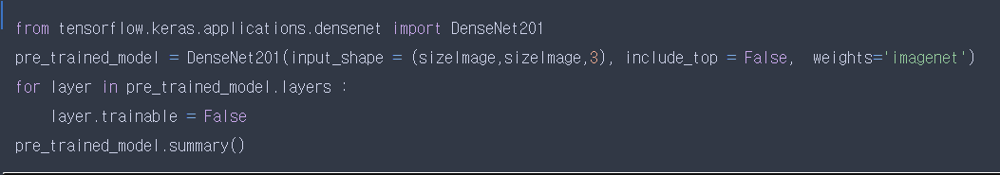 from tensorflow.keras.applications.densenet import DenseNet201
pre_trained_model = DenseNet201(input_shape = (sizeImage,sizeImage,3), include_top = False,  weights='imagenet')
for layer in pre_trained_model.layers :
    layer.trainable = False
pre_trained_model.summary()